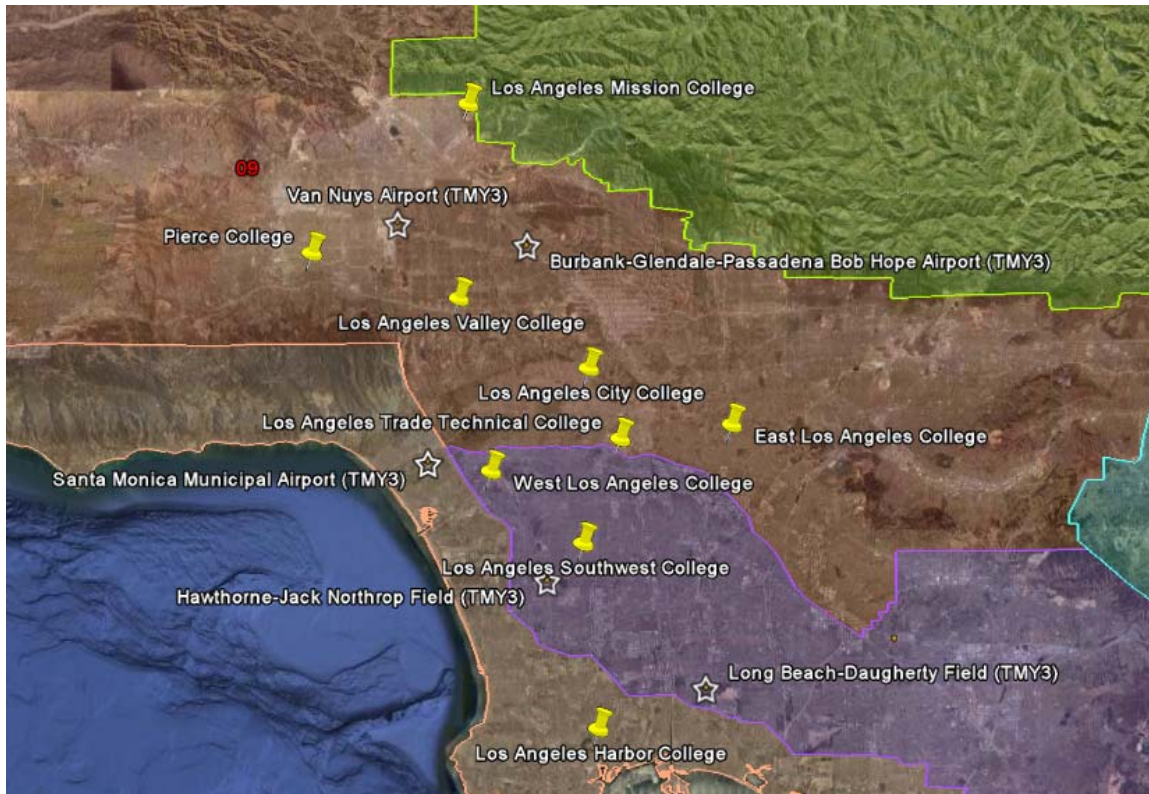 Los Angeles Mission College
09
Van Nuys Airport (TMY3)
Pierce College
Burbank-Glendale-Passadena Bob Hope Airport (TMY3)
Los Angeles Valley College
Los Angeles City College
Los Angeles Trade Technical College
East Los Angeles College
Santa Monica Municipal Airport (TMY3)
West Los Angeles College
Los Angeles Southwest College
Hawthorne-Jack Northrop Field (TMY3)
Long Beach-Daugherty Field (TMY3)
Los Angeles Harbor College